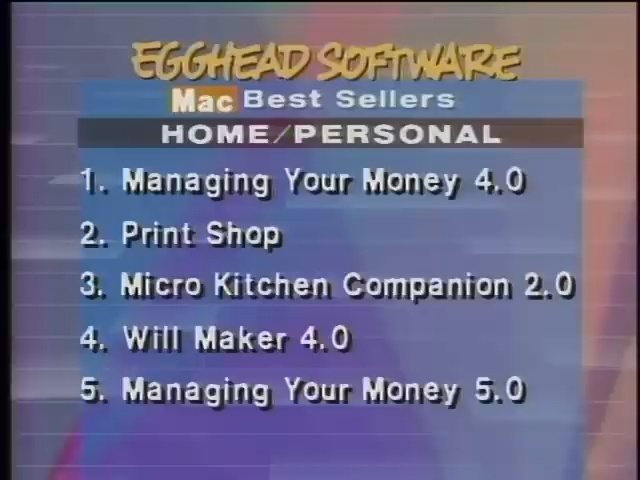 EGGHEAD SOFTWARE
Mac Best Sellers
HOME/PERSONAL
1. Managing Your Money 4.0
2. Print Shop
3. Micro Kitchen Companion 2.0
4. Will Maker 4.0
5. Managing Your Money 5.0